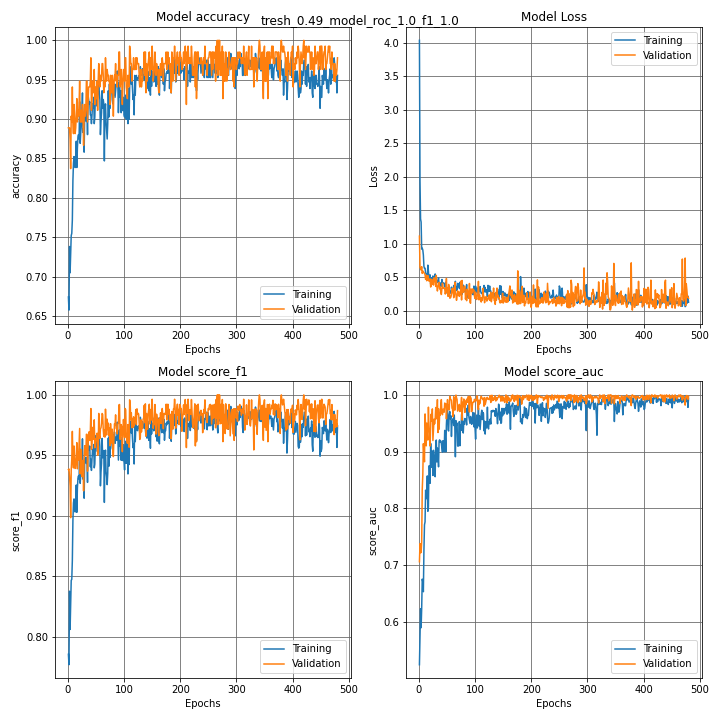 tresh_0.49_model_roc_1.0_f1_1.0
Model accuracy
1.00
0.95
0.90
0.85
0.80
0.75
0.70
0.65
accuracy
0
100
200
300
400
500
Epochs
Training
Validation
Model Loss
4.0
3.5
3.0
2.5
2.0
1.5
1.0
0.5
0.0
Loss
0
100
200
300
400
500
Epochs
Training
Validation
Model score_f1
1.00
0.95
0.90
0.85
0.80
score_f1
0
100
200
300
400
500
Epochs
Training
Validation
Model score_auc
1.0
0.9
0.8
0.7
0.6
score_auc
0
100
200
300
400
500
Epochs
Training
Validation